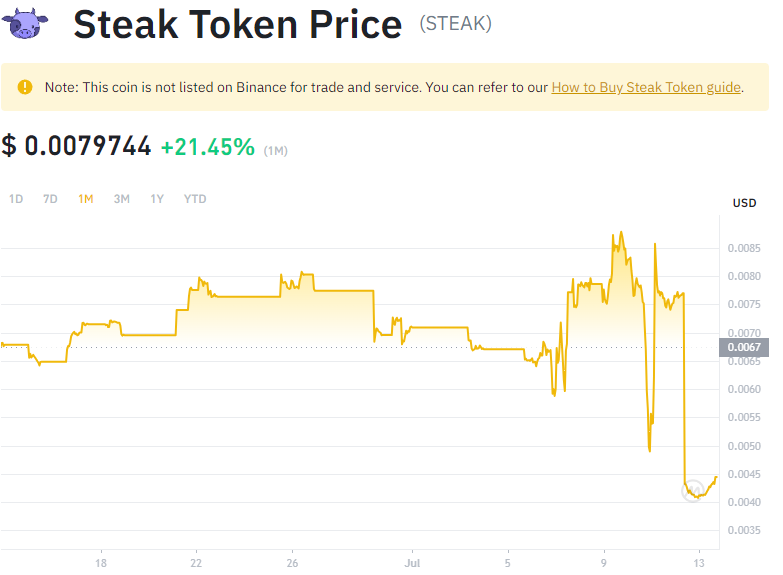 Steak Token Price (STEAK)
Note: This coin is not listed on Binance for trade and service. You can refer to our How to Buy Steak Token guide.
$ 0.0079744 +21.45% (1M)
1D 7D 1M 3M 1Y YTD
USD
0.0085
0.0080
0.0075
0.0070
0.0067
0.0065
0.0060
0.0055
0.0050
0.0045
0.0040
0.0035
18 22 26 Jul 5 9 13